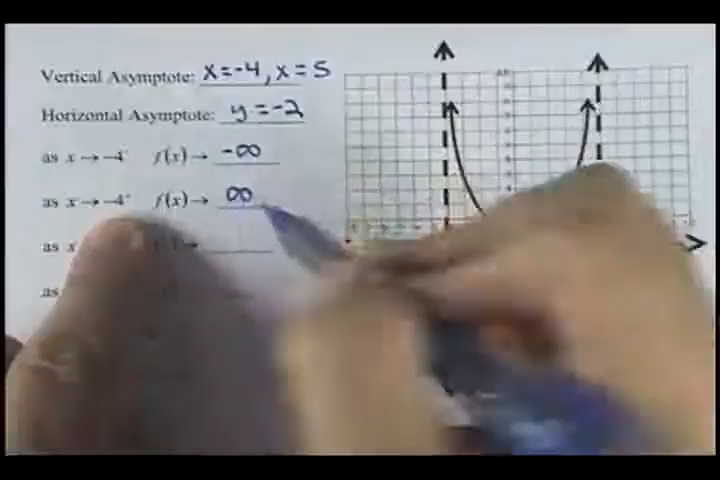 Vertical Asymptote: x=-4, x=5
Horizontal Asymptote: y=-2
as x→-4⁻ f(x)→ -∞
as x→-4⁺ f(x)→ ∞
as x
as